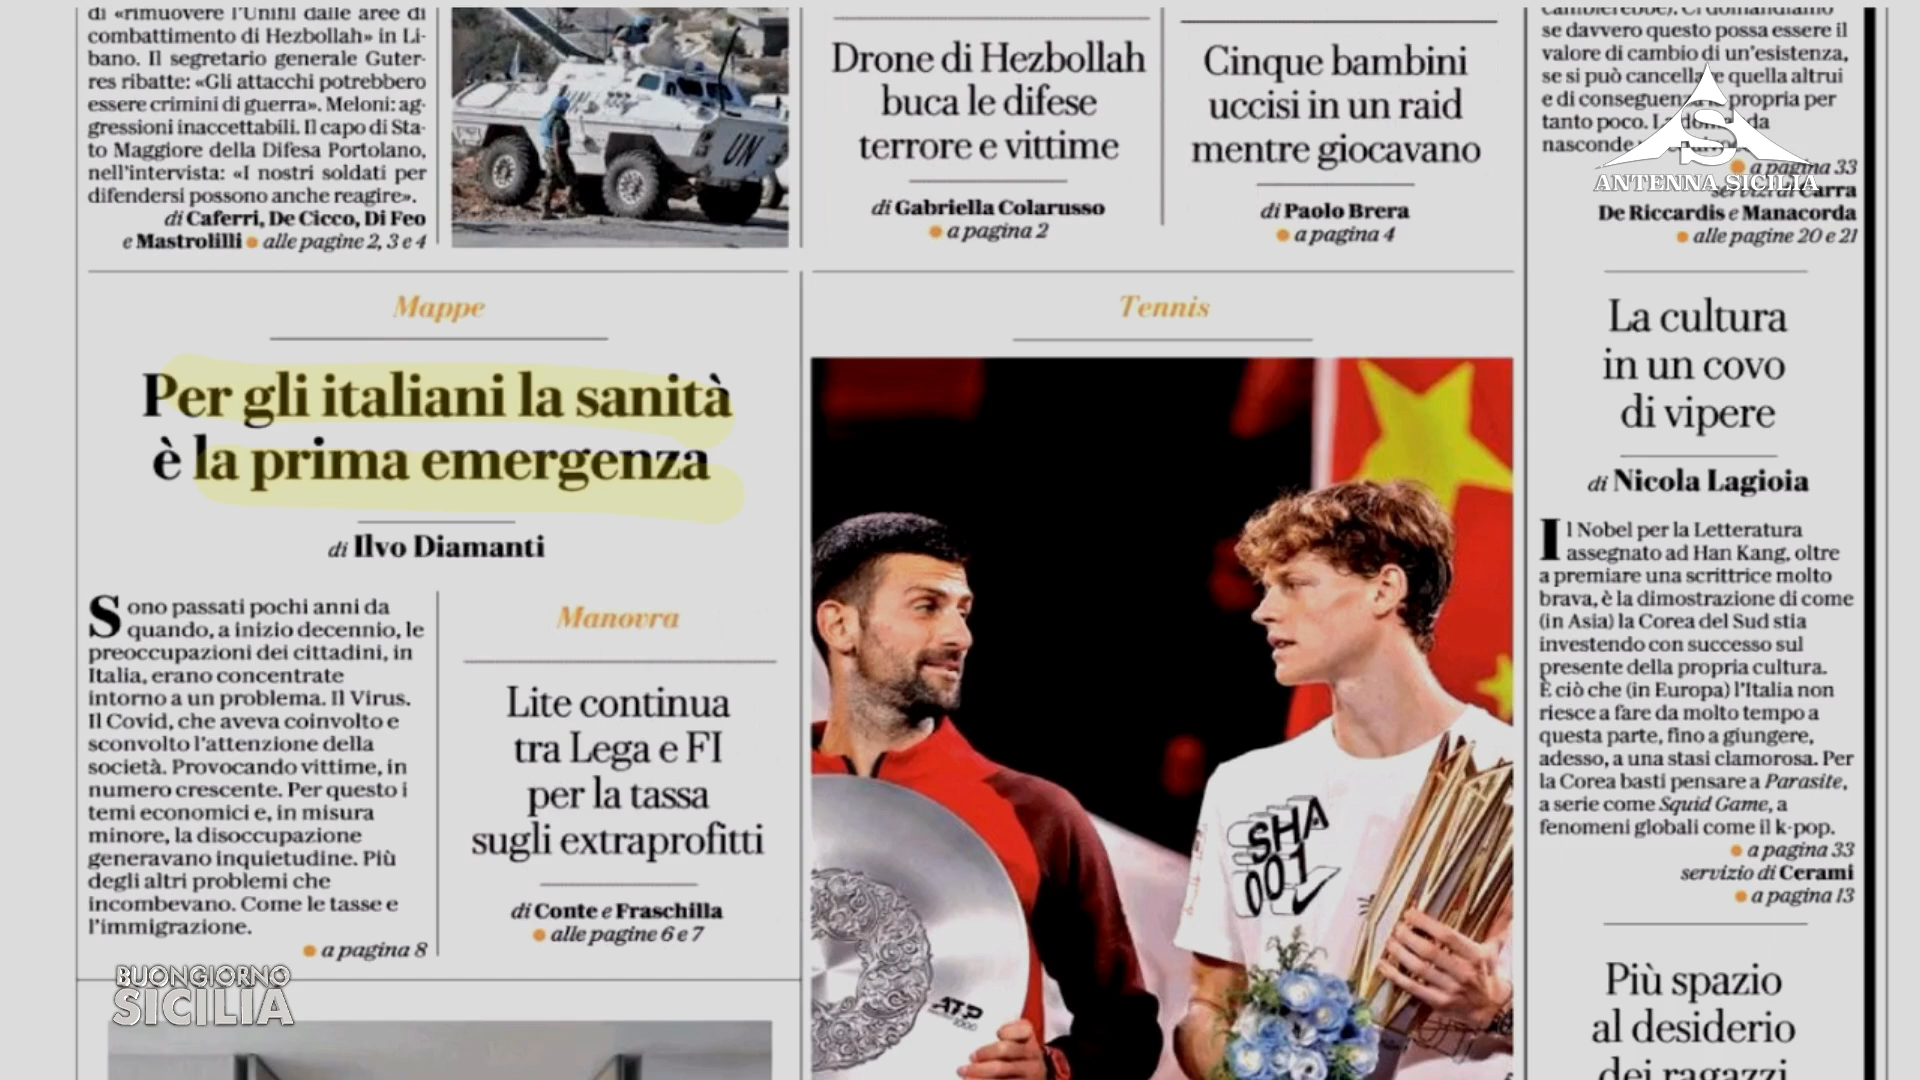 di «rimuovere l'Unifil dalle aree di
combattimento di Hezbollah» in Li-
bano. Il segretario generale Guter-
res ribatte: «Gli attacchi potrebbero
essere crimini di guerra». Meloni: ag-
gressioni inaccettabili. Il capo di Sta-
to Maggiore della Difesa Portolano,
nell'intervista: «I nostri soldati per
difendersi possono anche reagire».
di Caferri, De Cicco, Di Feo
e Mastrolilli ● alle pagine 2, 3 e 4
UN
Drone di Hezbollah
buca le difese
terrore e vittime
di Gabriella Colarusso
● a pagina 2
Cinque bambini
uccisi in un raid
mentre giocavano
di Paolo Brera
● a pagina 4
cambierebbe). Ci domandiamo
se davvero questo possa essere il
valore di cambio di un'esistenza,
se si può cancellare quella altrui
e di conseguenza la propria per
tanto poco. La domanda
nasconde
● a pagina 33
servizi di Carra
De Riccardis e Manacorda
● alle pagine 20 e 21
S
ANTENNA SICILIA
Mappe
Per gli italiani la sanità
è la prima emergenza
di Ilvo Diamanti
Sono passati pochi anni da
quando, a inizio decennio, le
preoccupazioni dei cittadini, in
Italia, erano concentrate
intorno a un problema. Il Virus.
Il Covid, che aveva coinvolto e
sconvolto l'attenzione della
società. Provocando vittime, in
numero crescente. Per questo i
temi economici e, in misura
minore, la disoccupazione
generavano inquietudine. Più
degli altri problemi che
incombevano. Come le tasse e
l'immigrazione.
● a pagina 8
Manovra
Lite continua
tra Lega e FI
per la tassa
sugli extraprofitti
di Conte e Fraschilla
● alle pagine 6 e 7
Tennis
SHA
001
ATP
1000
La cultura
in un covo
di vipere
di Nicola Lagioia
Il Nobel per la Letteratura
assegnato ad Han Kang, oltre
a premiare una scrittrice molto
brava, è la dimostrazione di come
(in Asia) la Corea del Sud stia
investendo con successo sul
presente della propria cultura.
È ciò che (in Europa) l'Italia non
riesce a fare da molto tempo a
questa parte, fino a giungere,
adesso, a una stasi clamorosa. Per
la Corea basti pensare a Parasite,
a serie come Squid Game, a
fenomeni globali come il k-pop.
● a pagina 33
servizio di Cerami
● a pagina 13
Più spazio
al desiderio
dei ragazzi
BUONGIORNO
SICILIA